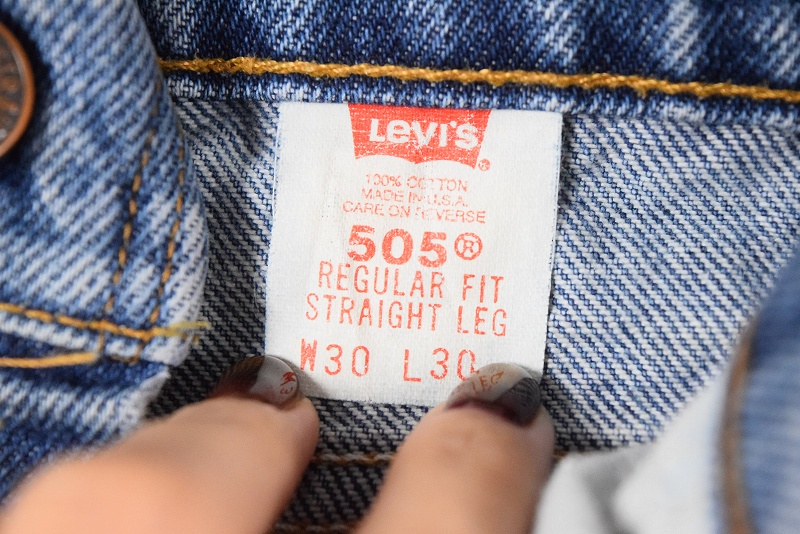 Levi's®
100% COTTON
MADE IN U.S.A.
CARE ON REVERSE
505®
REGULAR FIT
STRAIGHT LEG
W30 L30